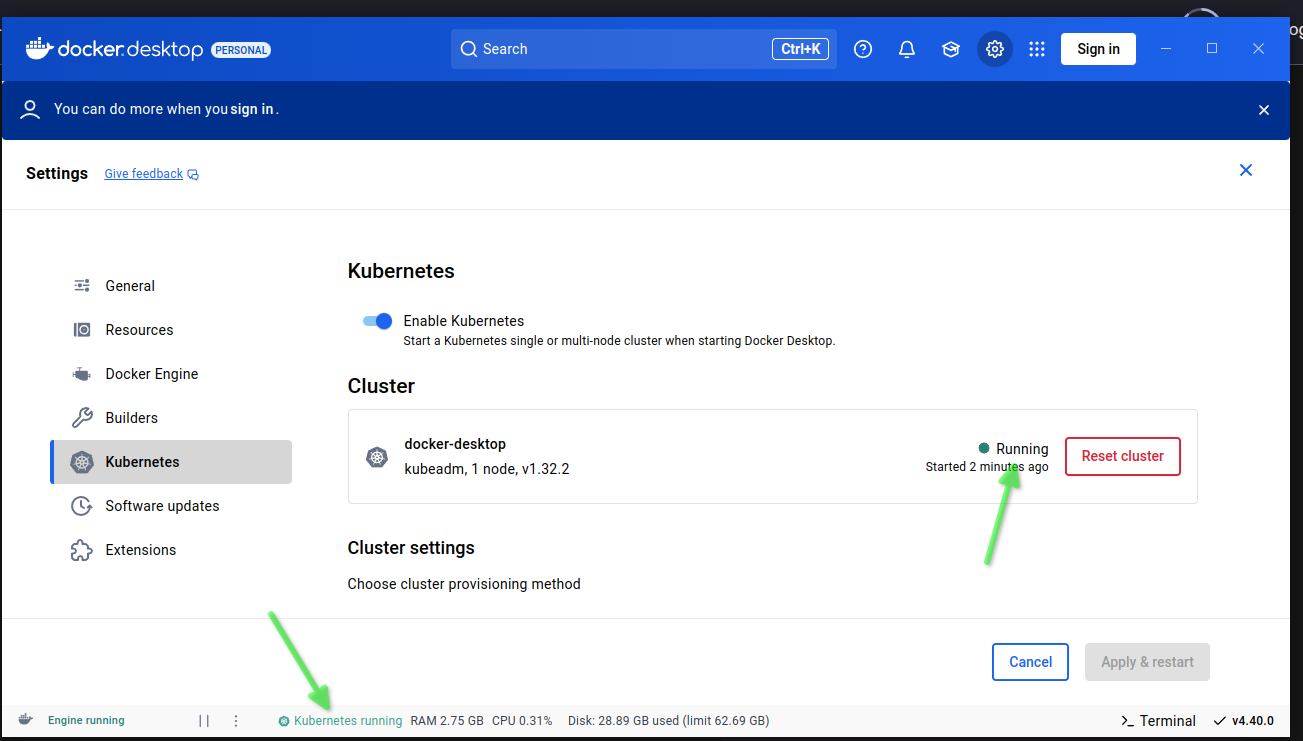 docker.desktop PERSONAL Search Ctrl+K Sign in
You can do more when you sign in.
Settings Give feedback
General
Resources
Docker Engine
Builders
Kubernetes
Software updates
Extensions
Kubernetes
Enable Kubernetes
Start a Kubernetes single or multi-node cluster when starting Docker Desktop.
Cluster
docker-desktop
kubeadm, 1 node, v1.32.2
Running
Started 2 minutes ago
Reset cluster
Cluster settings
Choose cluster provisioning method
Cancel Apply & restart
Engine running Kubernetes running RAM 2.75 GB CPU 0.31% Disk: 28.89 GB used (limit 62.69 GB) Terminal v4.40.0